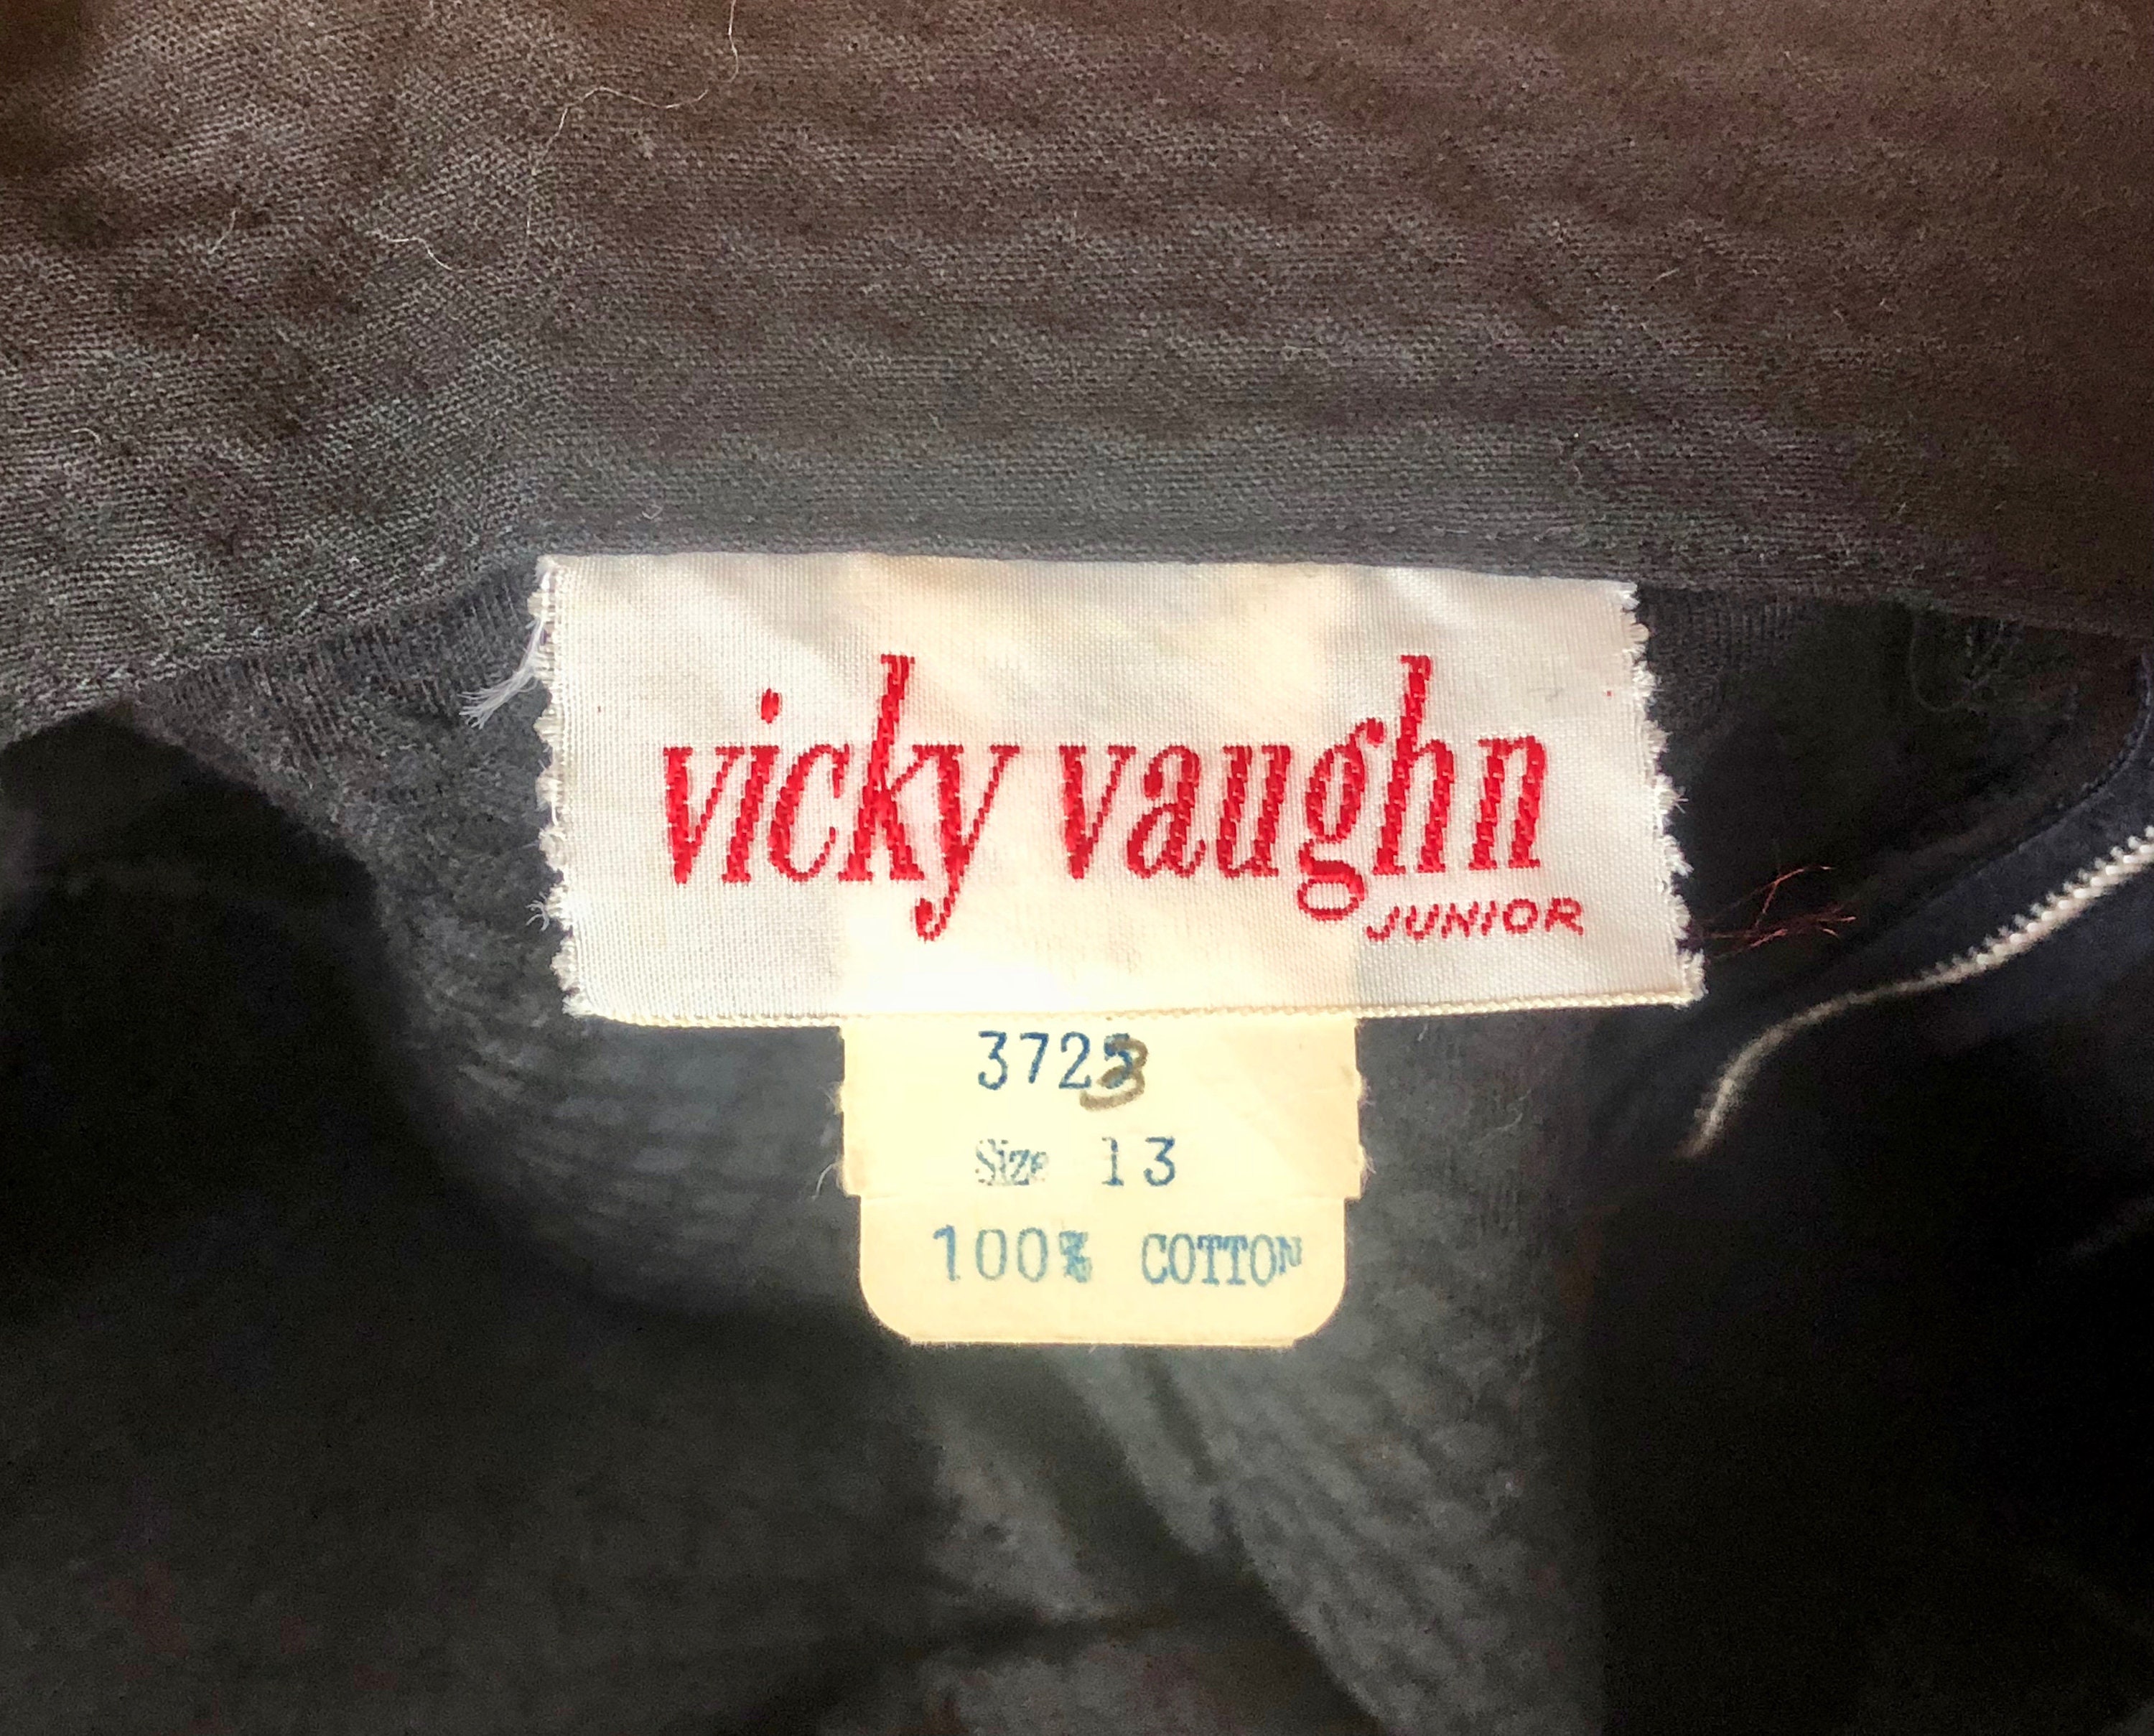 vicky vaughn
JUNIOR
3723
Size 13
100% COTTON